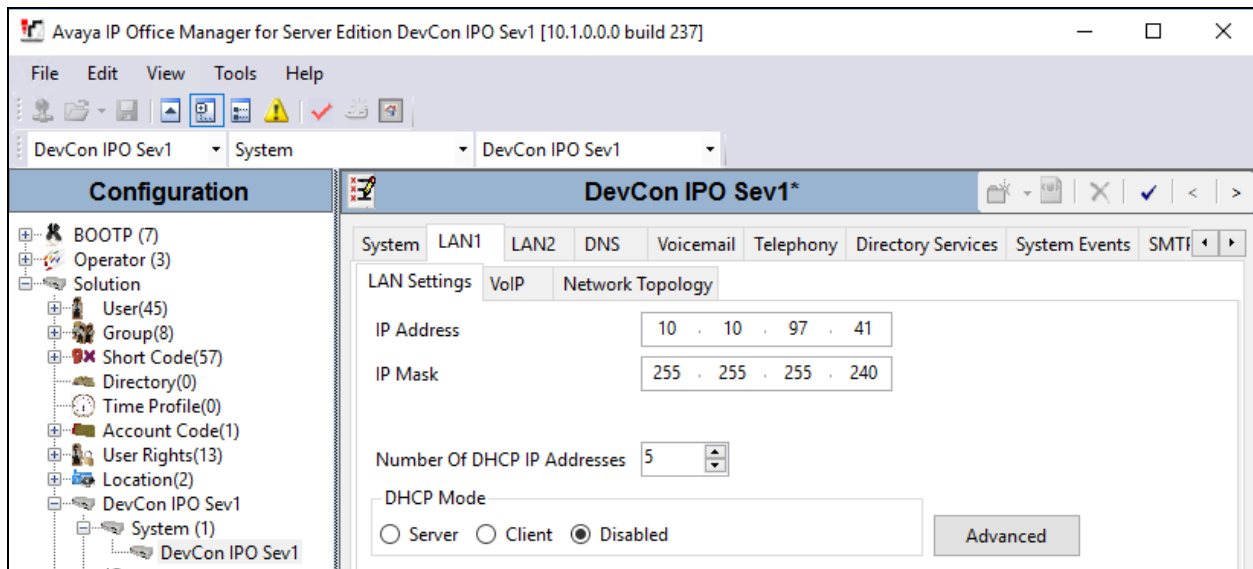 Avaya IP Office Manager for Server Edition DevCon IPO Sev1 [10.1.0.0.0 build 237]
File Edit View Tools Help
DevCon IPO Sev1 System DevCon IPO Sev1
Configuration
BOOTP (7)
Operator (3)
Solution
User(45)
Group(8)
Short Code(57)
Directory(0)
Time Profile(0)
Account Code(1)
User Rights(13)
Location(2)
DevCon IPO Sev1
System (1)
DevCon IPO Sev1
DevCon IPO Sev1*
System LAN1 LAN2 DNS Voicemail Telephony Directory Services System Events
LAN Settings VoIP Network Topology
IP Address 10 . 10 . 97 . 41
IP Mask 255 . 255 . 255 . 240
Number Of DHCP IP Addresses 5
DHCP Mode
Server Client Disabled Advanced